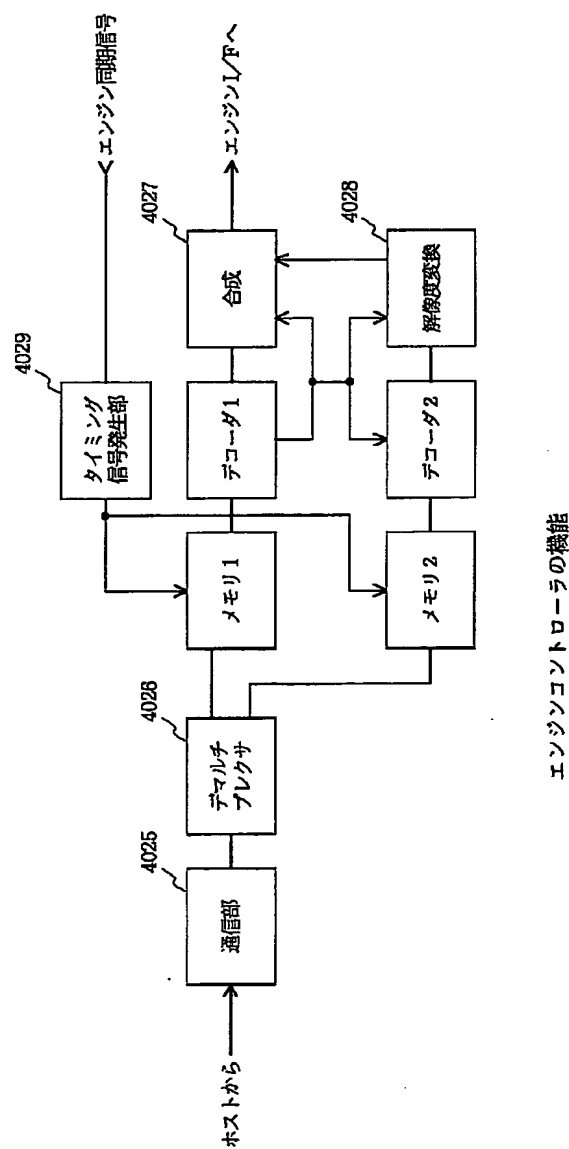 ホストから
4025
通信部
4026
デマルチ
プレクサ
メモリ1
デコーダ1
4027
合成
エンジンI/Fへ
メモリ2
デコーダ2
4028
解像度変換
4029
タイミング
信号発生部
エンジン同期信号
エンジンコントローラの機能